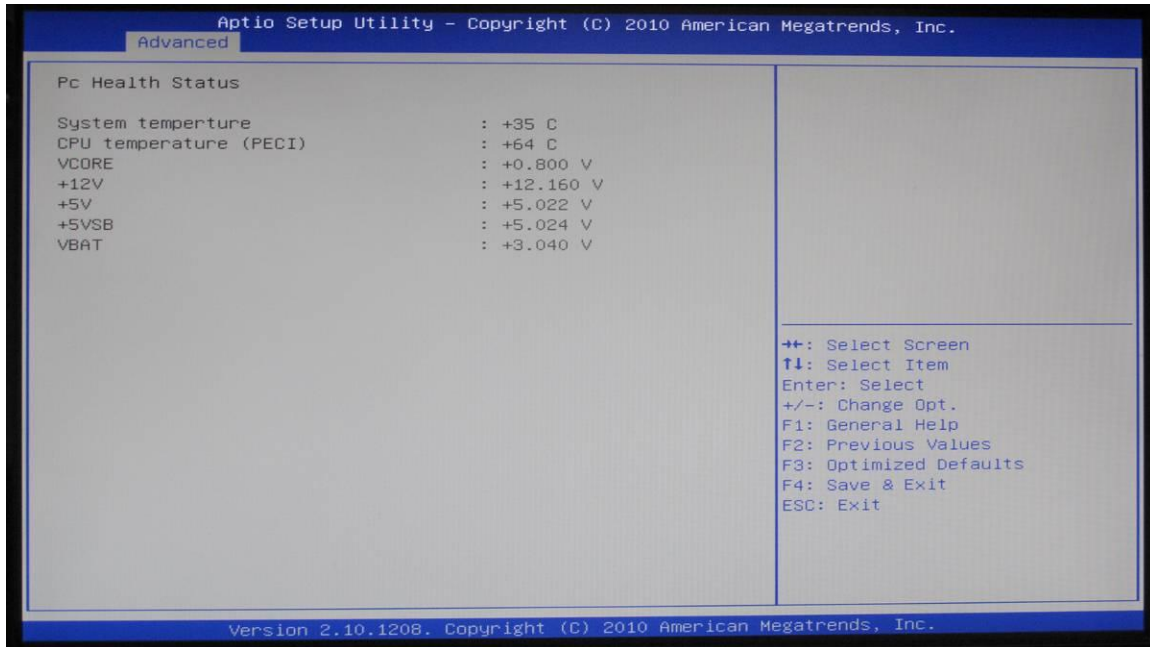 Aptio Setup Utility – Copyright (C) 2010 American Megatrends, Inc.
Advanced
Pc Health Status
System temperture : +35 C
CPU temperature (PECI) : +64 C
VCORE : +0.800 V
+12V : +12.160 V
+5V : +5.022 V
+5VSB : +5.024 V
VBAT : +3.040 V
→←: Select Screen
↑↓: Select Item
Enter: Select
+/-: Change Opt.
F1: General Help
F2: Previous Values
F3: Optimized Defaults
F4: Save & Exit
ESC: Exit
Version 2.10.1208. Copyright (C) 2010 American Megatrends, Inc.